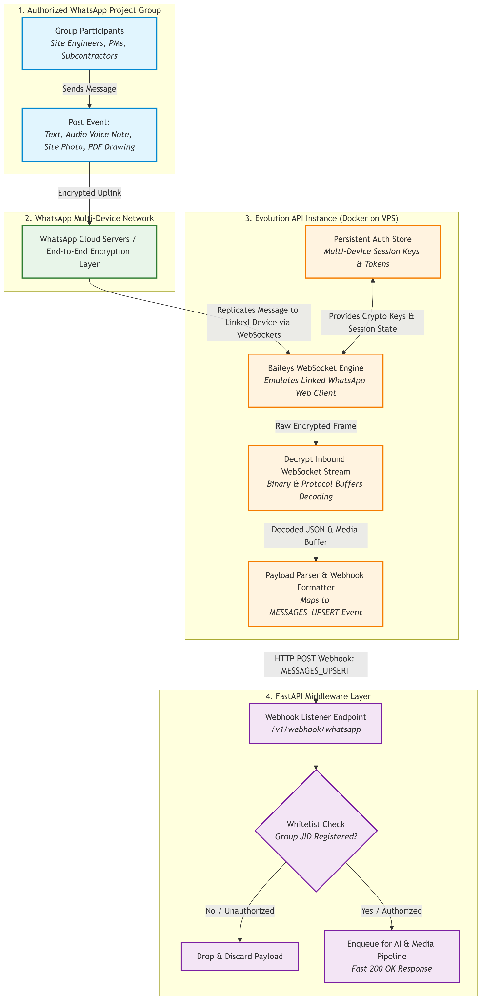 1. Authorized WhatsApp Project Group
Group Participants
Site Engineers, PMs,
Subcontractors
Sends Message
Post Event:
Text, Audio Voice Note,
Site Photo, PDF Drawing
Encrypted Uplink
2. WhatsApp Multi-Device Network
WhatsApp Cloud Servers /
End-to-End Encryption
Layer
3. Evolution API Instance (Docker on VPS)
Persistent Auth Store
Multi-Device Session Keys
& Tokens
Replicates Message to
Linked Device via
WebSockets
Provides Crypto Keys &
Session State
Baileys WebSocket Engine
Emulates Linked WhatsApp
Web Client
Raw Encrypted Frame
Decrypt Inbound
WebSocket Stream
Binary & Protocol Buffers
Decoding
Decoded JSON & Media
Buffer
Payload Parser & Webhook
Formatter
Maps to
MESSAGES_UPSERT Event
HTTP POST Webhook:
MESSAGES_UPSERT
4. FastAPI Middleware Layer
Webhook Listener Endpoint
/v1/webhook/whatsapp
Whitelist Check
Group JID Registered?
No / Unauthorized
Yes / Authorized
Drop & Discard Payload
Enqueue for AI & Media
Pipeline
Fast 200 OK Response